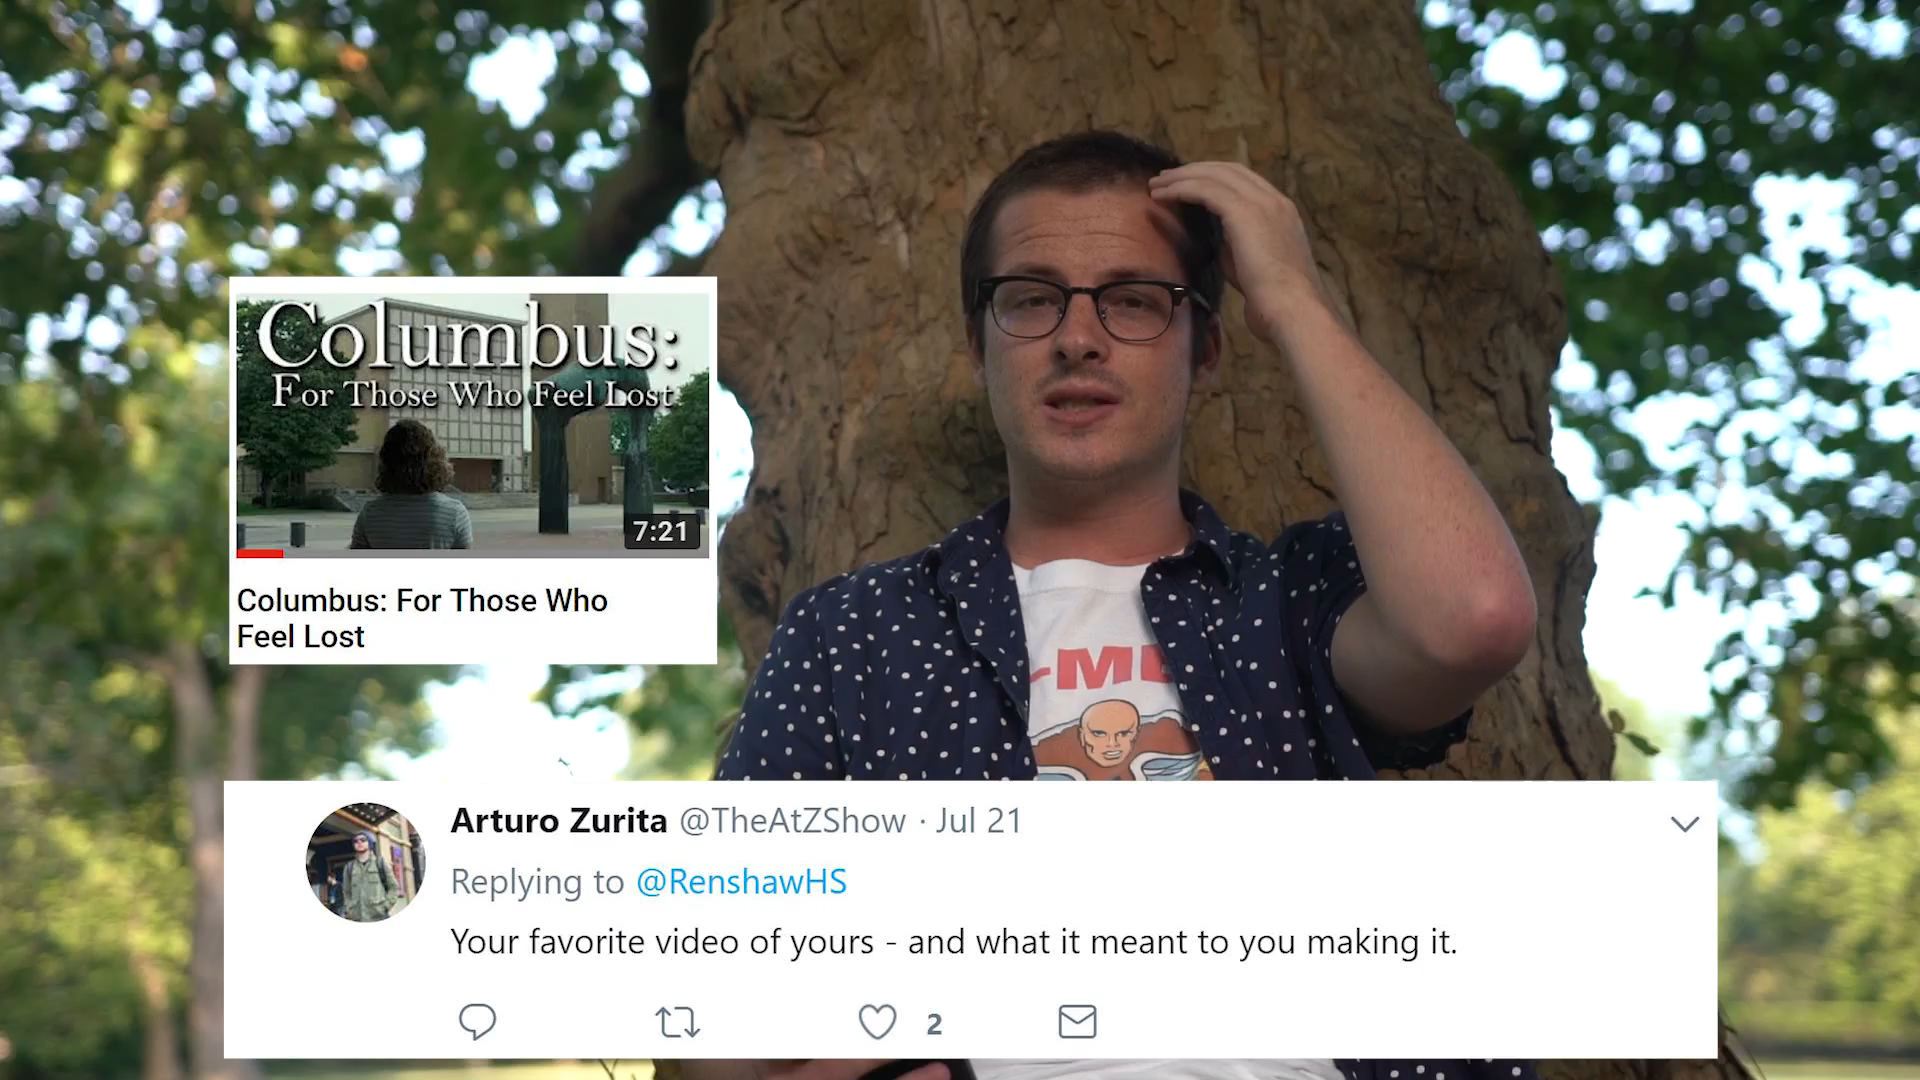 Columbus:
For Those Who Feel Lost
7:21
Columbus: For Those Who
Feel Lost
Arturo Zurita @TheAtZShow · Jul 21
Replying to @RenshawHS
Your favorite video of yours - and what it meant to you making it.
2
-ME